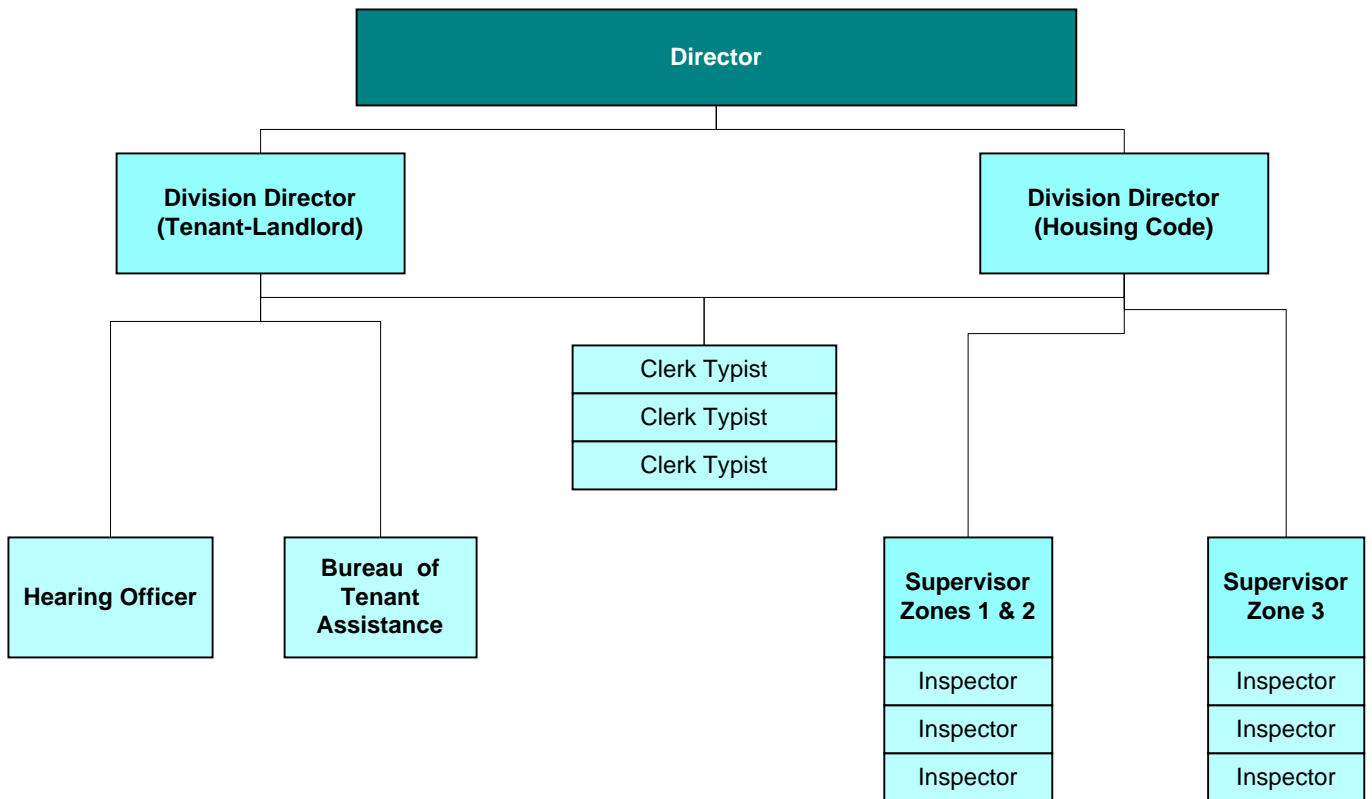 Director
Division Director
(Tenant-Landlord)
Division Director
(Housing Code)
Clerk Typist
Clerk Typist
Clerk Typist
Hearing Officer
Bureau of
Tenant
Assistance
Supervisor
Zones 1 & 2
Inspector
Inspector
Inspector
Supervisor
Zone 3
Inspector
Inspector
Inspector